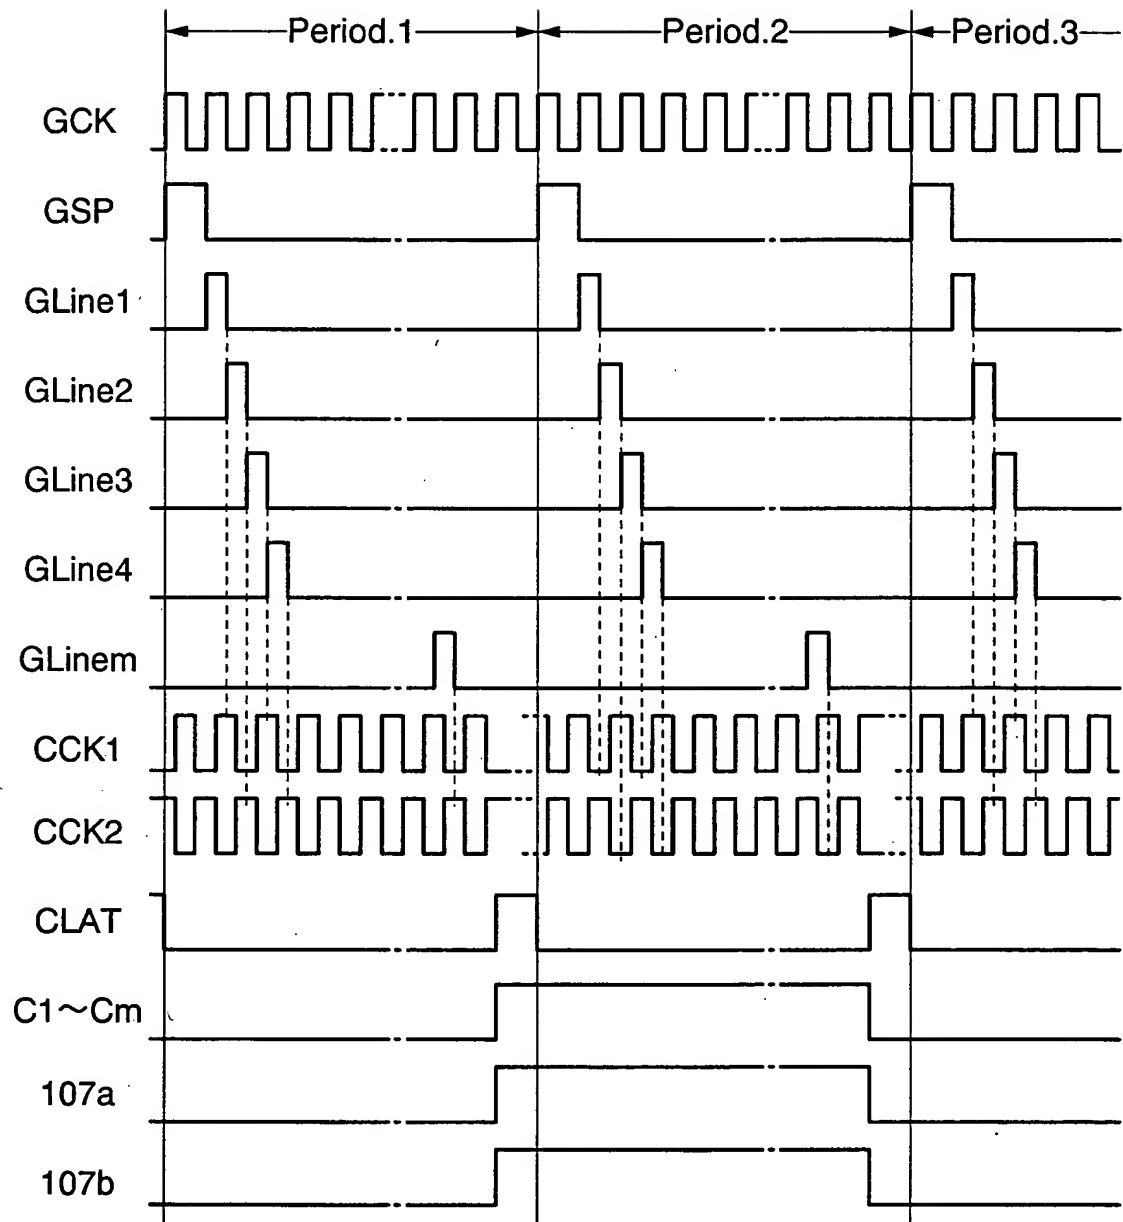 Period.1 Period.2 Period.3
GCK
GSP
GLine1
GLine2
GLine3
GLine4
GLinem
CCK1
CCK2
CLAT
C1～Cm
107a
107b